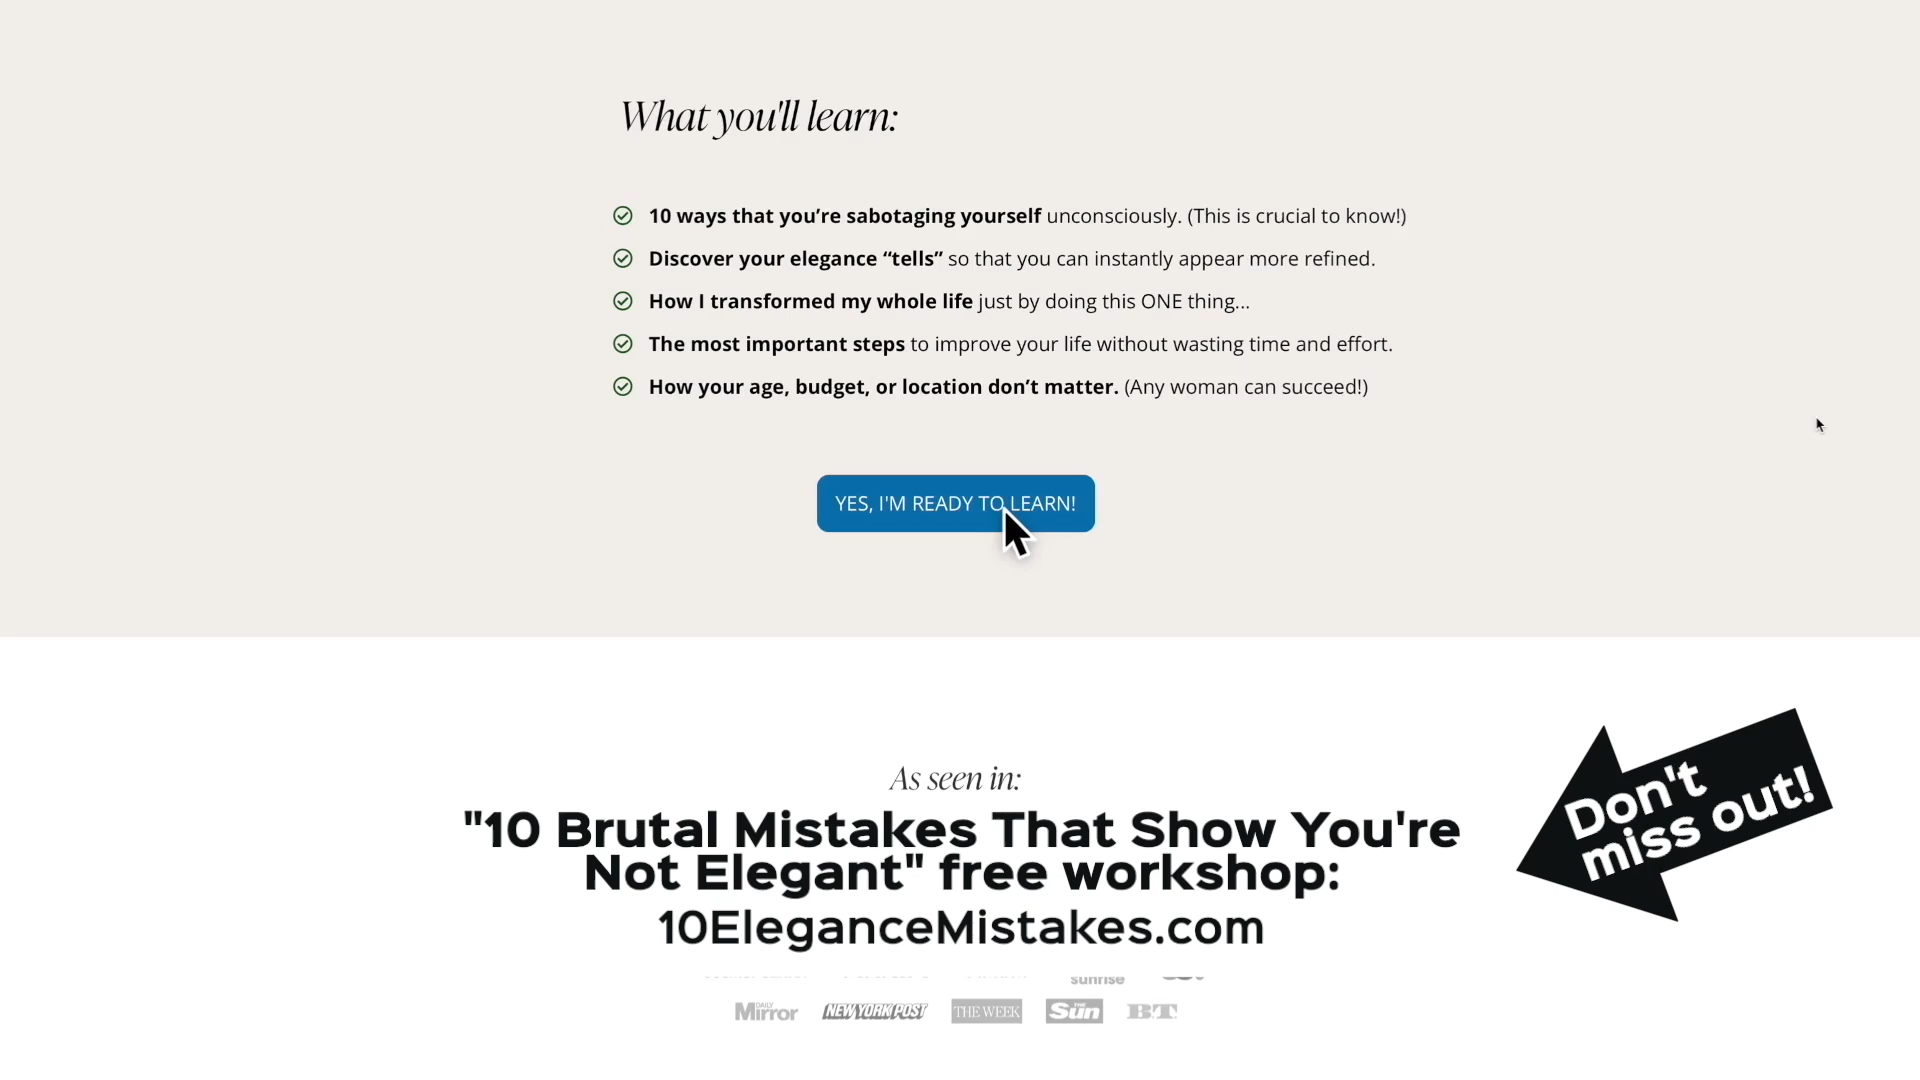 What you'll learn:
10 ways that you’re sabotaging yourself unconsciously. (This is crucial to know!)
Discover your elegance “tells” so that you can instantly appear more refined.
How I transformed my whole life just by doing this ONE thing...
The most important steps to improve your life without wasting time and effort.
How your age, budget, or location don’t matter. (Any woman can succeed!)
YES, I'M READY TO LEARN!
As seen in:
"10 Brutal Mistakes That Show You're
Not Elegant" free workshop:
10EleganceMistakes.com
Don't
miss out!
sunrise
DAILY
Mirror
NEW YORK POST
THE WEEK
THE
Sun
BT